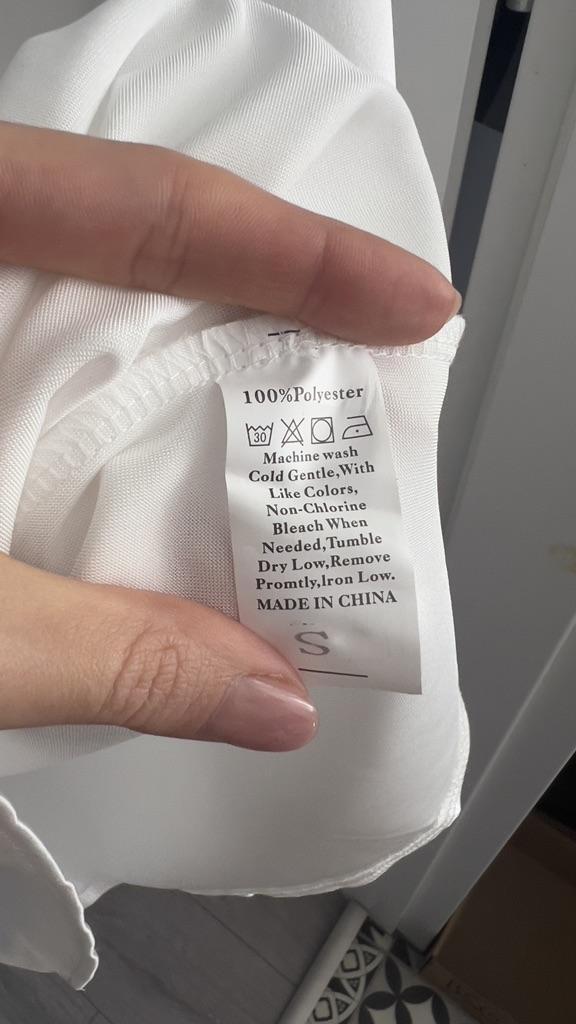 100%Polyester
30
Machine wash
Cold Gentle,With
Like Colors,
Non-Chlorine
Bleach When
Needed,Tumble
Dry Low,Remove
Promtly,lron Low.
MADE IN CHINA
S